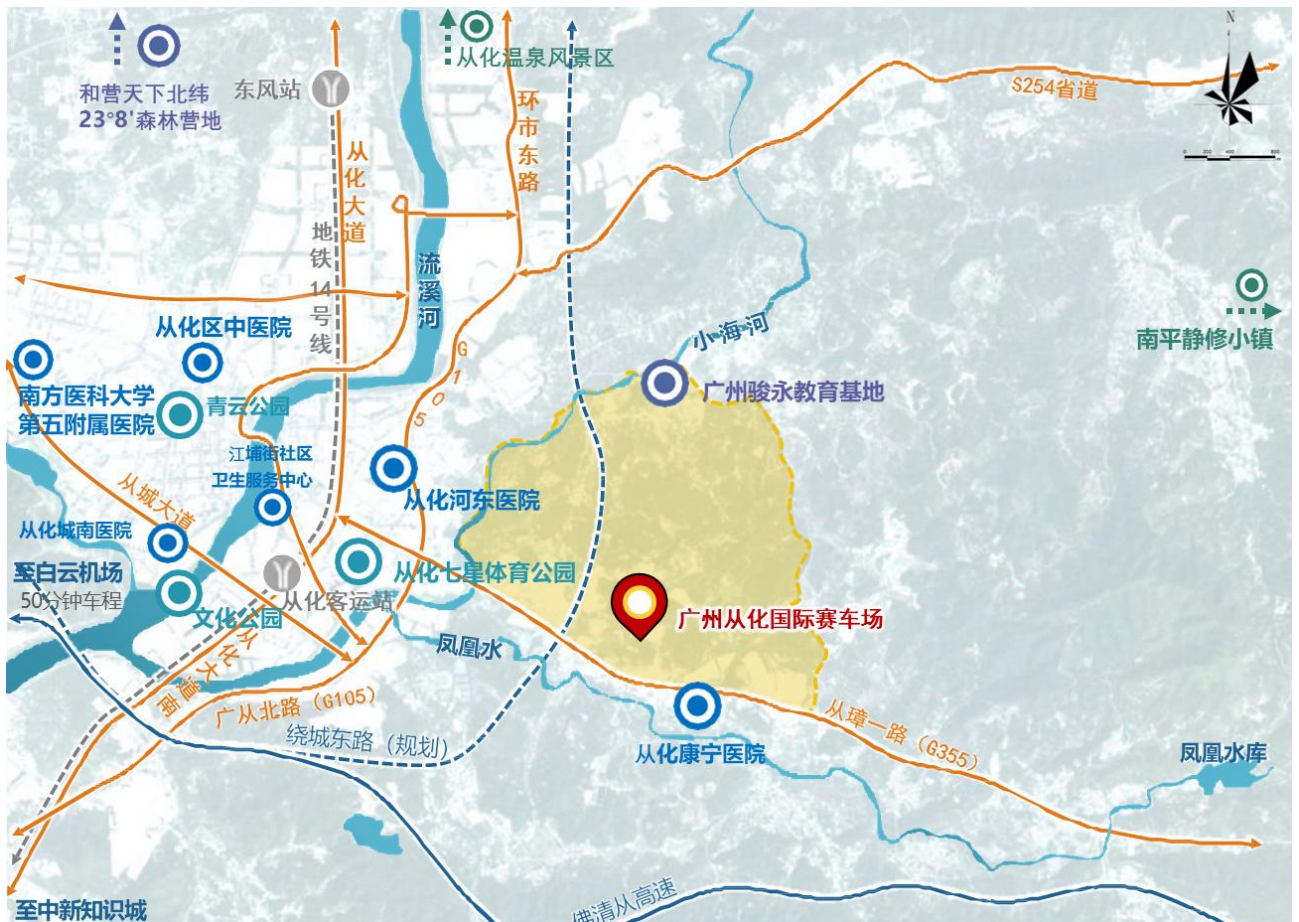 N
从化温泉风景区
和营天下北纬
23°8'森林营地
东风站
环市东路
S254省道
从化大道
地铁14号线
流溪河
小海河
南平静修小镇
从化区中医院
南方医科大学
第五附属医院
青云公园
G105
广州骏永教育基地
江埔街社区
卫生服务中心
从化河东医院
从城大道
从化城南医院
至白云机场
50分钟车程
文化公园
从化客运站
从化七星体育公园
广州从化国际赛车场
凤凰水
从化大道南
广从北路（G105）
绕城东路（规划）
从化康宁医院
从璋一路（G355）
凤凰水库
至中新知识城
佛清从高速